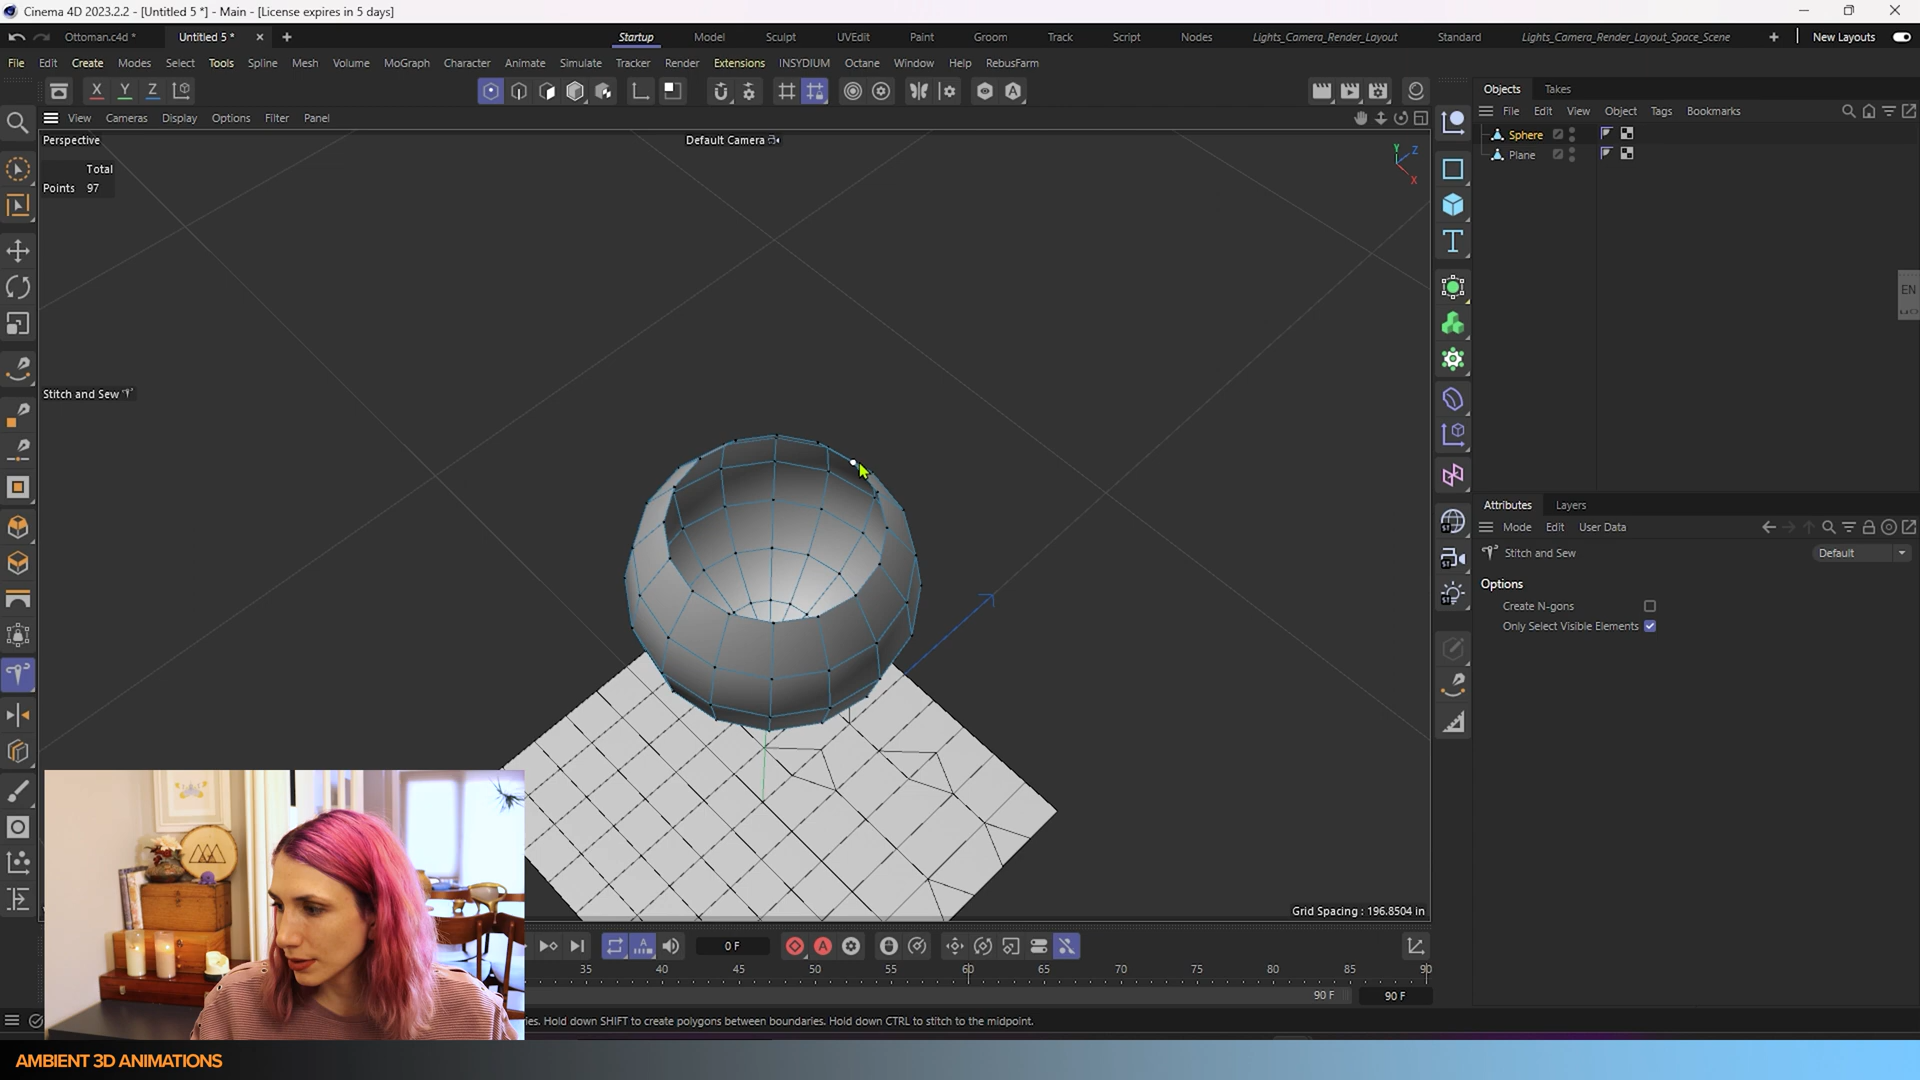 Cinema 4D 2023.2.2 - [Untitled 5 *] - Main - [License expires in 5 days]
Ottoman.c4d * Untitled 5 * × + Startup Model Sculpt UVEdit Paint Groom Track Script Nodes Lights_Camera_Render_Layout Standard Lights_Camera_Render_Layout_Space_Scene + New Layouts
File Edit Create Modes Select Tools Spline Mesh Volume MoGraph Character Animate Simulate Tracker Render Extensions INSYDIUM Octane Window Help RebusFarm
X Y Z
Objects Takes
View Cameras Display Options Filter Panel
File Edit View Object Tags Bookmarks
Perspective Default Camera
Sphere
Plane
Y Z X
Total
Points 97
EN
Stitch and Sew
Attributes Layers
Mode Edit User Data
Stitch and Sew Default
Options
Create N-gons
Only Select Visible Elements
Grid Spacing : 196.8504 in
0 F
35 40 45 50 55 60 65 70 75 80 85 90
90 F 90 F
es. Hold down SHIFT to create polygons between boundaries. Hold down CTRL to stitch to the midpoint.
AMBIENT 3D ANIMATIONS